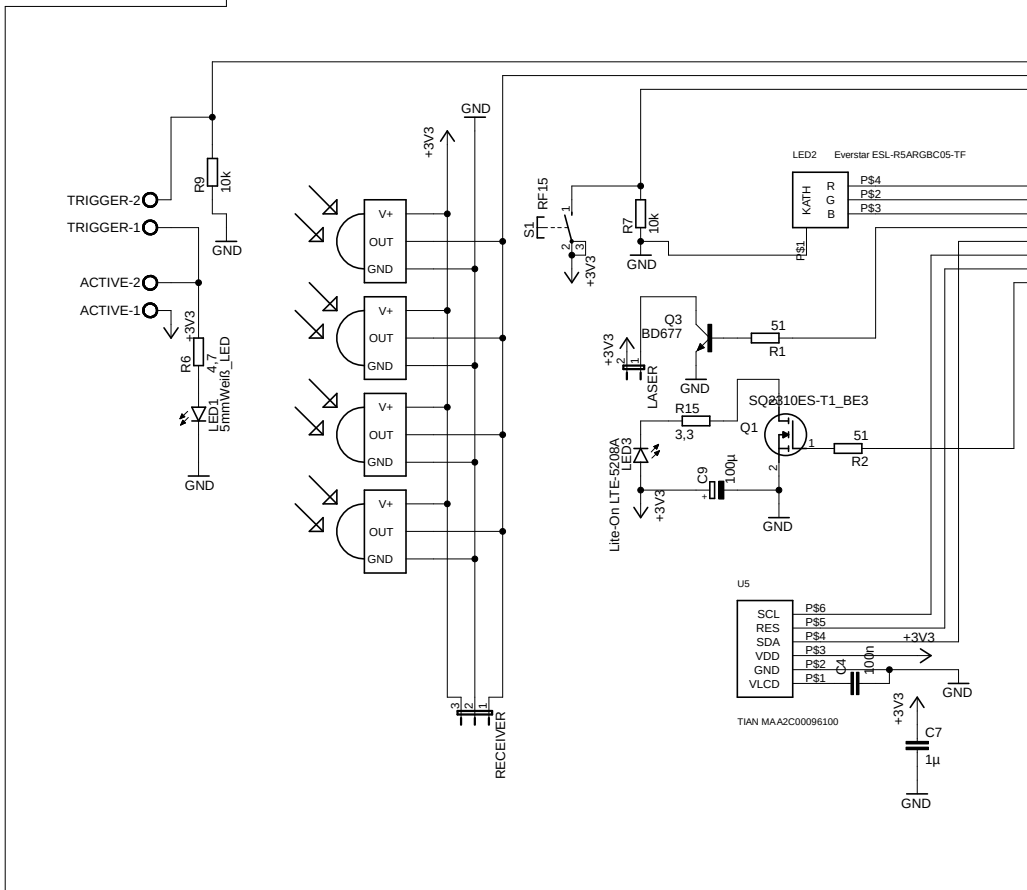 GND
+3V3
LED2 Everstar ESL-R5ARGBC05-TF
R9
10k
TRIGGER-2
TRIGGER-1
GND
ACTIVE-2
ACTIVE-1
+3V3
R6
4,7
LED1
5mmWeiß_LED
GND
V+
OUT
GND
V+
OUT
GND
V+
OUT
GND
V+
OUT
GND
3
2
1
RECEIVER
RF15
S1
1
2
3
+3V3
R7
10k
GND
KATH
R
G
B
P$4
P$2
P$3
P$1
Q3
BD677
51
R1
+3V3
2
1
LASER
GND
R15
3,3
SQ2310ES-T1_BE3
Q1
1
2
51
R2
Lite-On LTE-5208A
LED3
+3V3
C9
100µ
+
GND
U5
SCL
RES
SDA
VDD
GND
VLCD
P$6
P$5
P$4
P$3
P$2
P$1
+3V3
C4
100n
GND
TIAN MAA2C00096100
+3V3
C7
1µ
GND